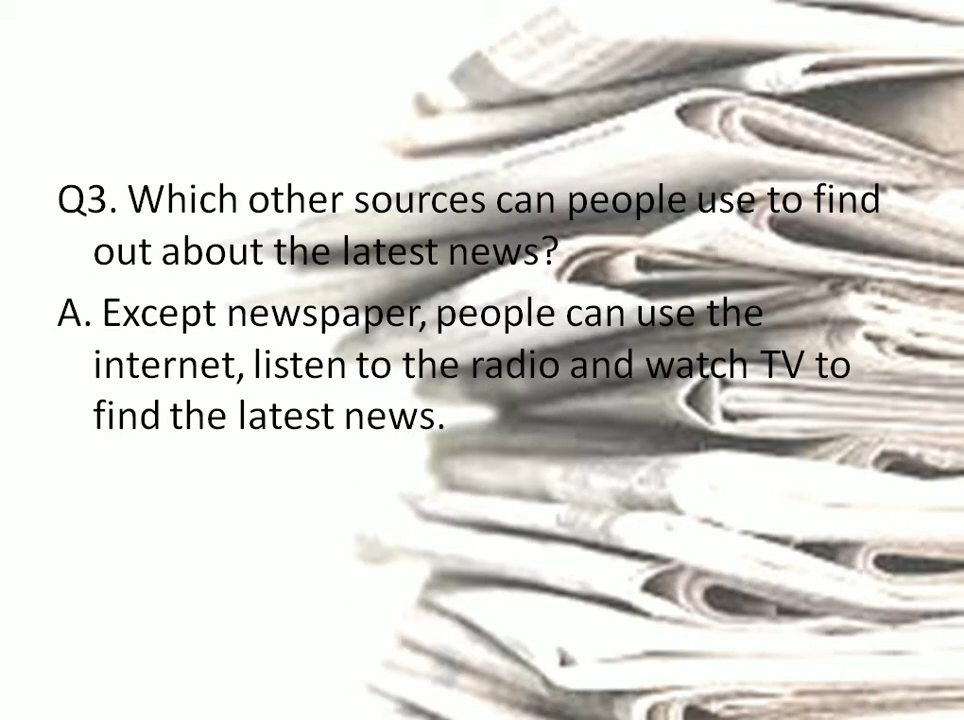 Q3. Which other sources can people use to find
out about the latest news?
A. Except newspaper, people can use the
internet, listen to the radio and watch TV to
find the latest news.